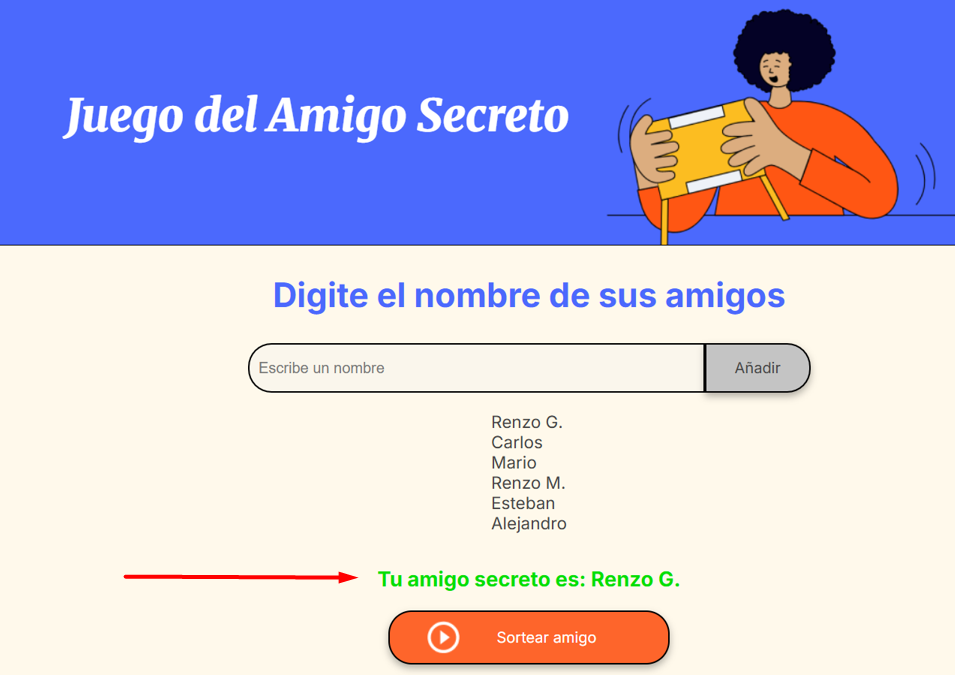 Juego del Amigo Secreto
Digite el nombre de sus amigos
Escribe un nombre
Añadir
Renzo G.
Carlos
Mario
Renzo M.
Esteban
Alejandro
Tu amigo secreto es: Renzo G.
Sortear amigo